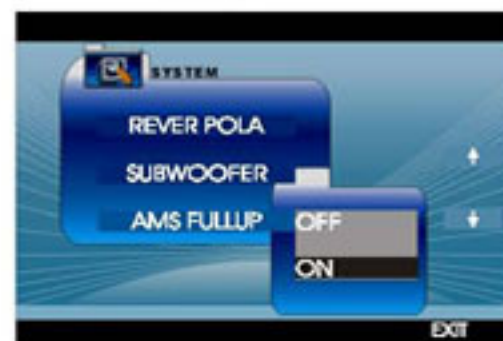 SYSTEM
REVER POLA
SUBWOOFER
AMS FULLUP
OFF
ON
EXIT